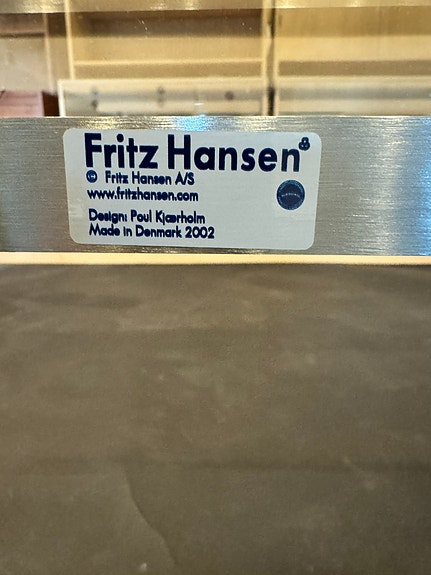 Fritz Hansen
© Fritz Hansen A/S
www.fritzhansen.com
Design: Poul Kjærholm
Made in Denmark 2002